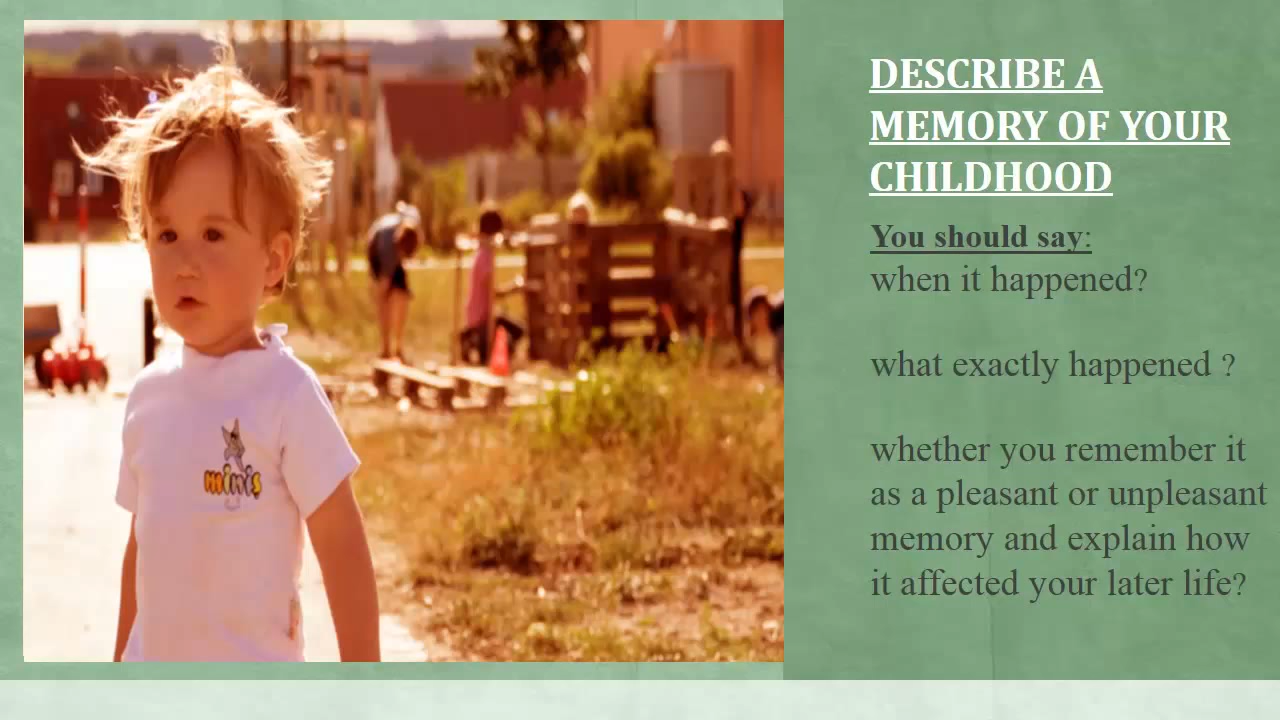 DESCRIBE A
MEMORY OF YOUR
CHILDHOOD
You should say:
when it happened?
what exactly happened ?
whether you remember it
as a pleasant or unpleasant
memory and explain how
it affected your later life?
minis